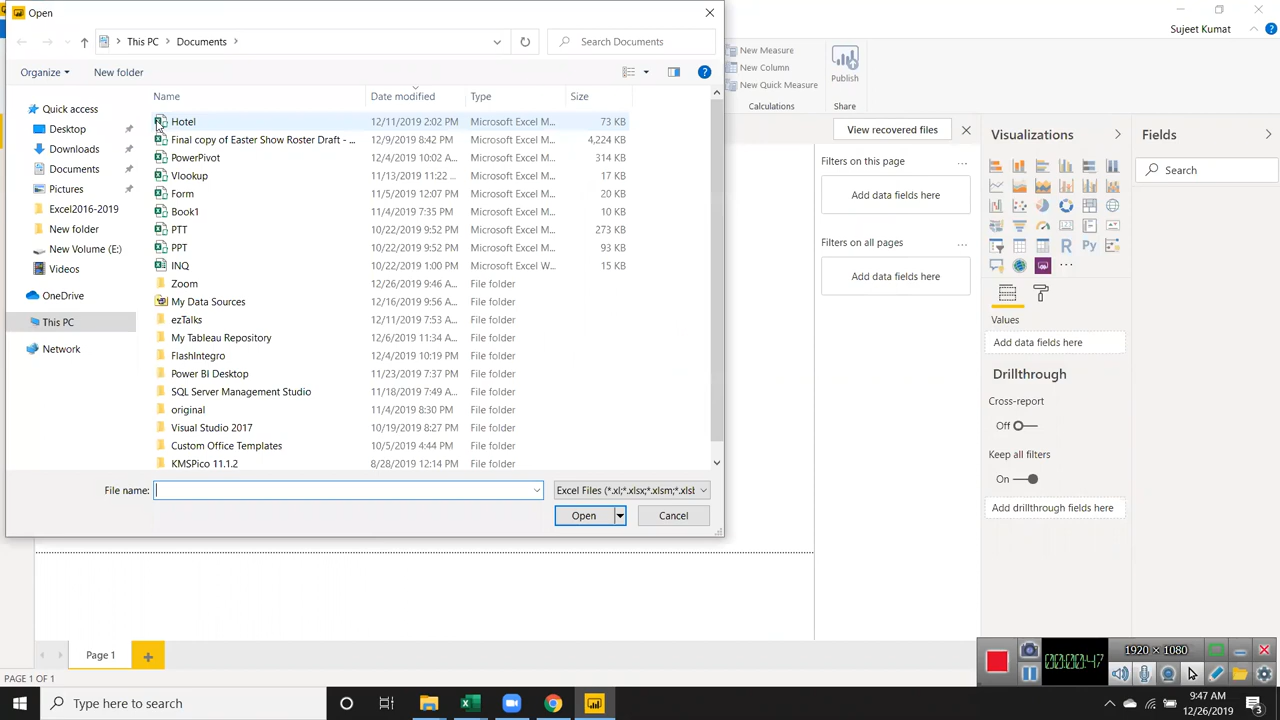 Open
Sujeet Kumat
This PC
Documents
Search Documents
New Measure
New Column
New Quick Measure
Publish
Calculations
Share
Organize
New folder
Name
Date modified
Type
Size
Quick access
Desktop
Downloads
Documents
Pictures
Excel2016-2019
New folder
New Volume (E:)
Videos
OneDrive
This PC
Network
Hotel 12/11/2019 2:02 PM Microsoft Excel M... 73 KB
Final copy of Easter Show Roster Draft - ... 12/9/2019 8:42 PM Microsoft Excel M... 4,224 KB
PowerPivot 12/4/2019 10:02 A... Microsoft Excel M... 314 KB
Vlookup 11/13/2019 11:22 ... Microsoft Excel M... 17 KB
Form 11/5/2019 12:07 PM Microsoft Excel M... 20 KB
Book1 11/4/2019 7:35 PM Microsoft Excel M... 10 KB
PTT 10/22/2019 9:52 PM Microsoft Excel M... 273 KB
PPT 10/22/2019 9:52 PM Microsoft Excel M... 93 KB
INQ 10/22/2019 1:00 PM Microsoft Excel W... 15 KB
Zoom 12/26/2019 9:46 A... File folder
My Data Sources 12/16/2019 9:56 A... File folder
ezTalks 12/11/2019 7:53 A... File folder
My Tableau Repository 12/6/2019 11:34 A... File folder
FlashIntegro 12/4/2019 10:19 PM File folder
Power BI Desktop 11/23/2019 7:37 PM File folder
SQL Server Management Studio 11/18/2019 7:49 A... File folder
original 11/4/2019 8:30 PM File folder
Visual Studio 2017 10/19/2019 8:27 PM File folder
Custom Office Templates 10/5/2019 4:44 PM File folder
KMSPico 11.1.2 8/28/2019 12:14 PM File folder
File name:
Excel Files (*.xl;*.xlsx;*.xlsm;*.xlsb
Open
Cancel
View recovered files
Filters on this page
Add data fields here
Filters on all pages
Add data fields here
Visualizations
R
Py
Values
Add data fields here
Drillthrough
Cross-report
Off
Keep all filters
On
Add drillthrough fields here
Fields
Search
Page 1
PAGE 1 OF 1
1920 × 1080
00:00:47
Type here to search
9:47 AM
12/26/2019
3